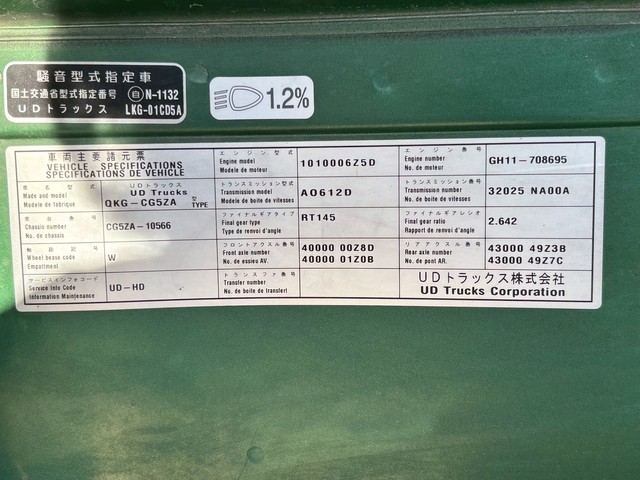 騒音型式指定車
国土交通省型式指定番号 自 N-1132
UDトラックス LKG-01CD5A
1.2%
車両主要諸元票
VEHICLE SPECIFICATIONS
SPECIFICATIONS DE VEHICLE
エンジン型式
Engine model
Modele de moteur
1010006Z5D
エンジン番号
Engine number
No. de moteur
GH11-708695
車名型式
Made and model
Modele de fabrique
UDトラックス
UD Trucks
QKG-CG5ZA 型 TYPE
トランスミッション型式
Transmission model
Modele de boite de vitesses
A0612D
トランスミッション番号
Transmission number
No. de boite de vitesses
32025 NA00A
車台番号
Chassis number
No. de chassis
CG5ZA-10566
ファイナルギアタイプ
Final gear type
Type de renvoi d'angle
RT145
ファイナルギアレシオ
Final gear ratio
Rapport de renvoi d'angle
2.642
軸距記号
Wheel base code
Empattment
W
フロントアクスル番号
Front axle number
No. de essieu AV.
40000 00Z8D
40000 01Z0B
リアアクスル番号
Rear axle number
No. de pont AR.
43000 49Z3B
43000 49Z7C
サービスインフォコード
Service Info Code
Information Maintenance
UD-HD
トランスファ番号
Transfer number
No. de boite de transfert
UDトラックス株式会社
UD Trucks Corporation